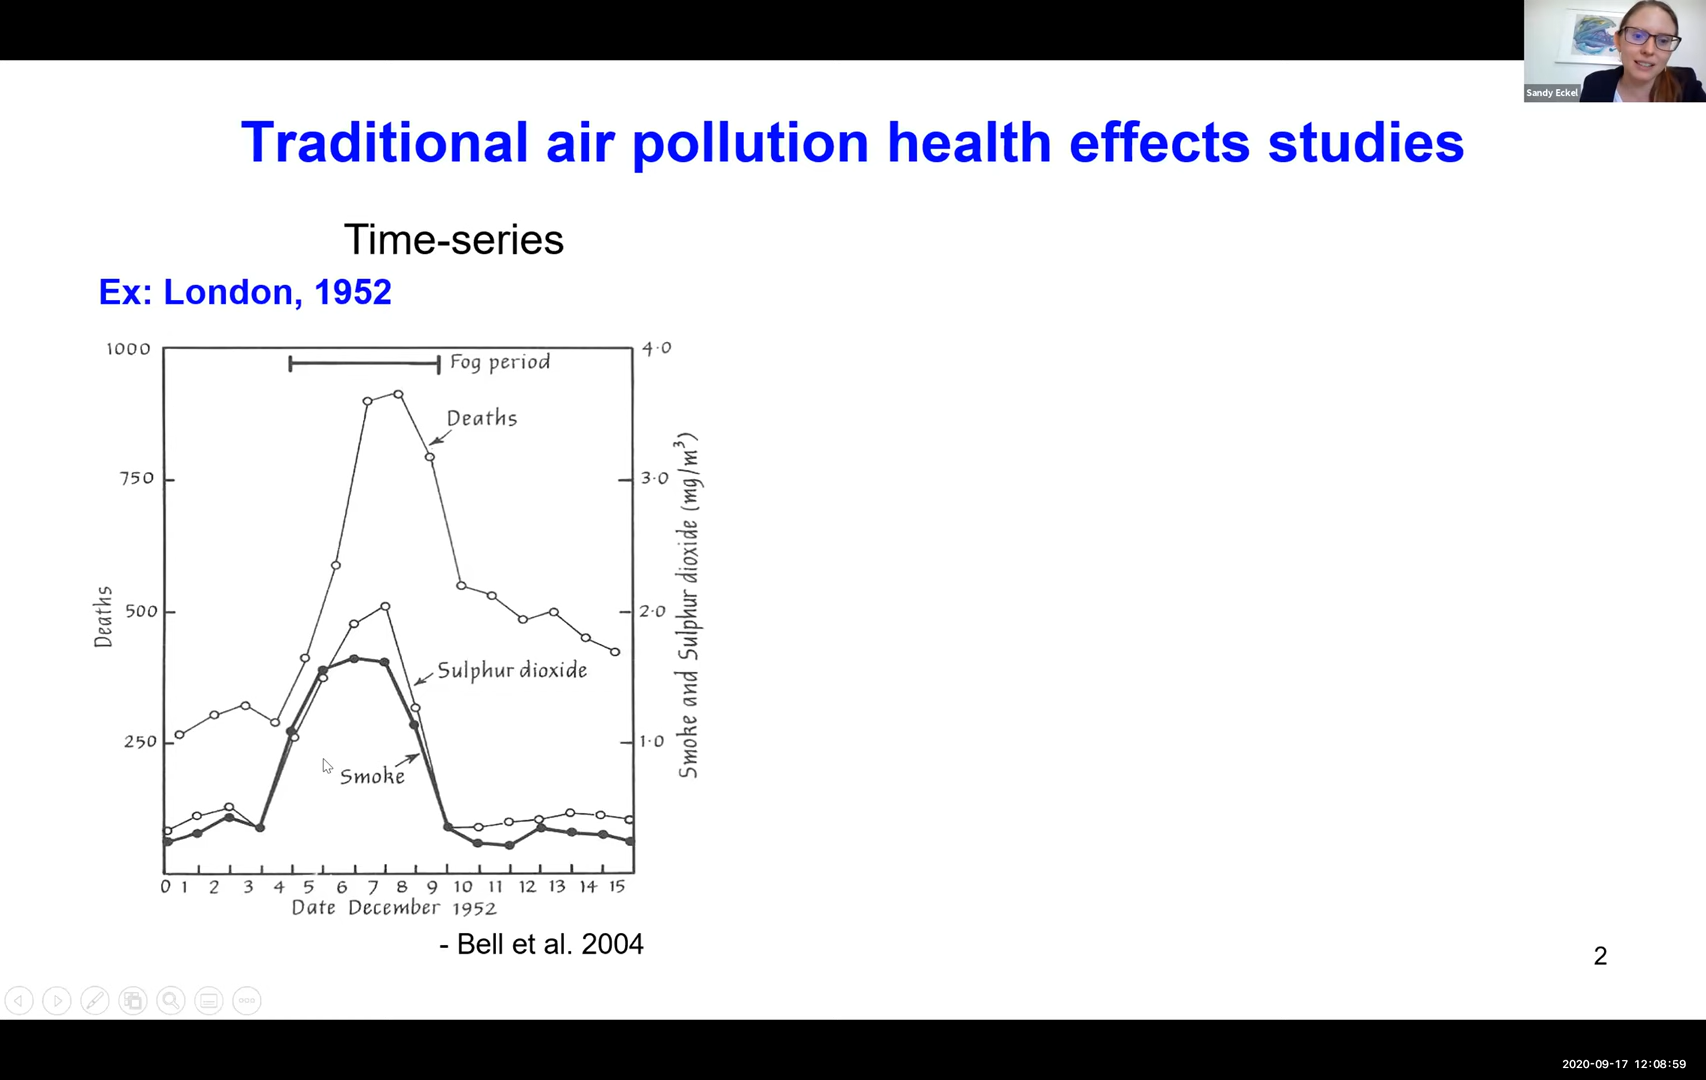 Sandy Eckel
Traditional air pollution health effects studies
Time-series
Ex: London, 1952
1000
4·0
Fog period
Deaths
750
3·0
Smoke and Sulphur dioxide (mg/m³)
Deaths
500
2·0
Sulphur dioxide
250
1·0
Smoke
0 1 2 3 4 5 6 7 8 9 10 11 12 13 14 15
Date December 1952
- Bell et al. 2004
2
2020-09-17 12:08:59